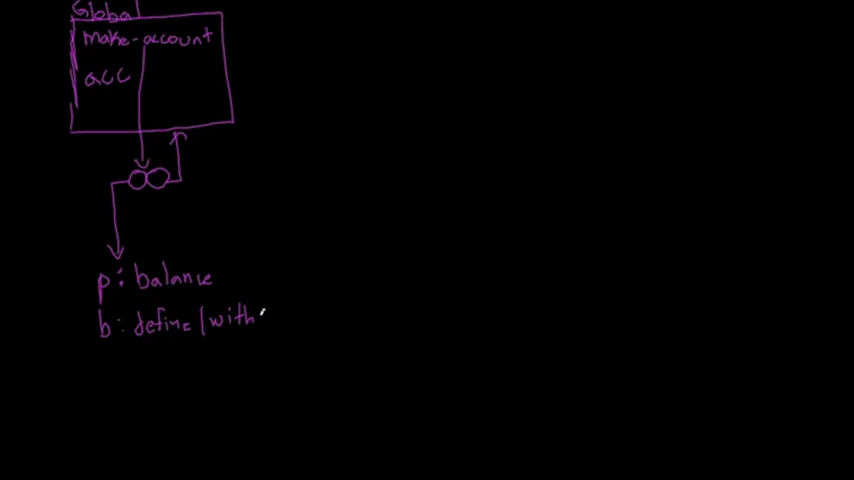 Global
make-account
acc
p: balance
b: define (with